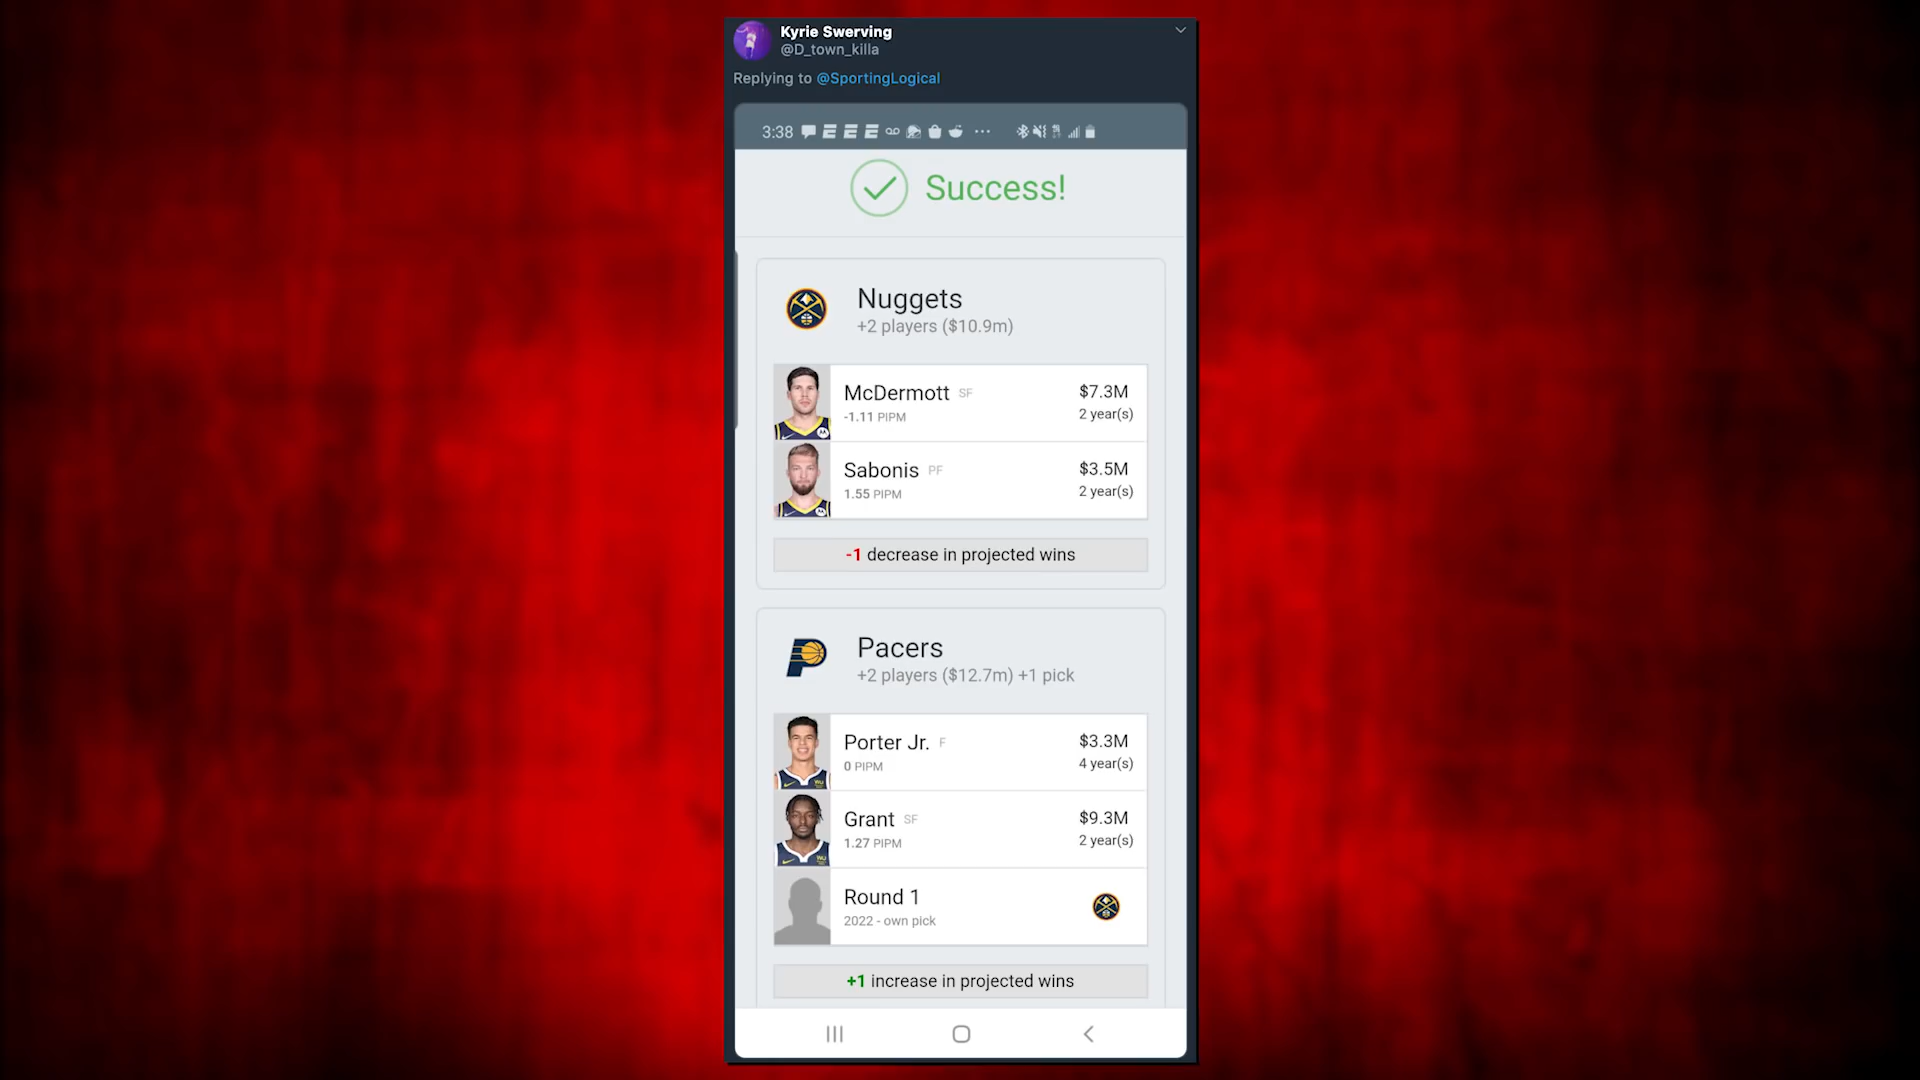 Kyrie Swerving
@D_town_killa
Replying to @SportingLogical
3:38
Success!
Nuggets
+2 players ($10.9m)
McDermott SF
$7.3M
-1.11 PIPM
2 year(s)
Sabonis PF
$3.5M
1.55 PIPM
2 year(s)
-1 decrease in projected wins
Pacers
+2 players ($12.7m) +1 pick
Porter Jr. F
$3.3M
0 PIPM
4 year(s)
Grant SF
$9.3M
1.27 PIPM
2 year(s)
Round 1
2022 - own pick
+1 increase in projected wins